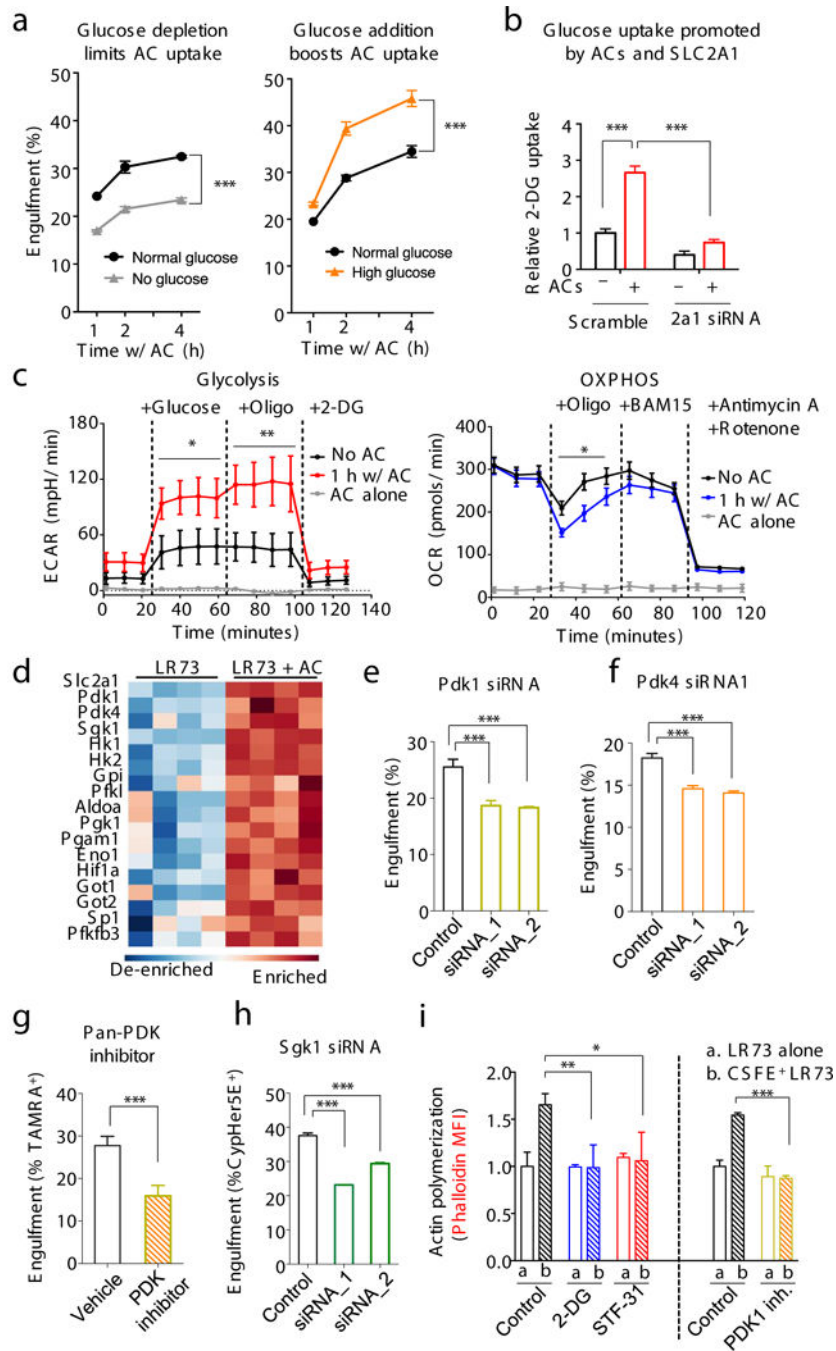 a
Glucose depletion
limits AC uptake
Glucose addition
boosts AC uptake
Engulfment (%)
50
40
30
20
10
0
***
Normal glucose
No glucose
1 2 4
Time w/ AC (h)
50
40
30
20
10
0
***
Normal glucose
High glucose
1 2 4
Time w/ AC (h)
b
Glucose uptake promoted
by ACs and SLC2A1
Relative 2-DG uptake
4
3
2
1
0
*** ***
ACs − + − +
Scramble 2a1 siRNA
c
Glycolysis
+Glucose +Oligo +2-DG
ECAR (mpH/min)
180
120
60
0
* **
No AC
1 h w/ AC
AC alone
0 20 40 60 80 100 120 140
Time (minutes)
OXPHOS
+Oligo +BAM15 +Antimycin A
+Rotenone
OCR (pmols/min)
400
300
200
100
0
*
No AC
1 h w/ AC
AC alone
0 20 40 60 80 100 120
Time (minutes)
d
LR73 LR73 + AC
Slc2a1
Pdk1
Pdk4
Sgk1
Hk1
Hk2
Gpi
Pfkl
Aldoa
Pgk1
Pgam1
Eno1
Hif1a
Got1
Got2
Sp1
Pfkfb3
De-enriched Enriched
e
Pdk1 siRNA
Engulfment (%)
30
20
10
0
***
***
Control siRNA_1 siRNA_2
f
Pdk4 siRNA1
Engulfment (%)
20
15
10
5
0
***
***
Control siRNA_1 siRNA_2
g
Pan-PDK
inhibitor
Engulfment (% TAMRA+)
40
30
20
10
0
***
Vehicle PDK inhibitor
h
Sgk1 siRNA
Engulfment (%CypHer5E+)
50
40
30
20
10
0
***
***
Control siRNA_1 siRNA_2
i
Actin polymerization
(Phalloidin MFI)
2.0
1.5
1.0
0.5
0
*
**
a b a b a b
Control 2-DG STF-31
a. LR73 alone
b. CSFE+ LR73
***
a b a b
Control PDK1 inh.